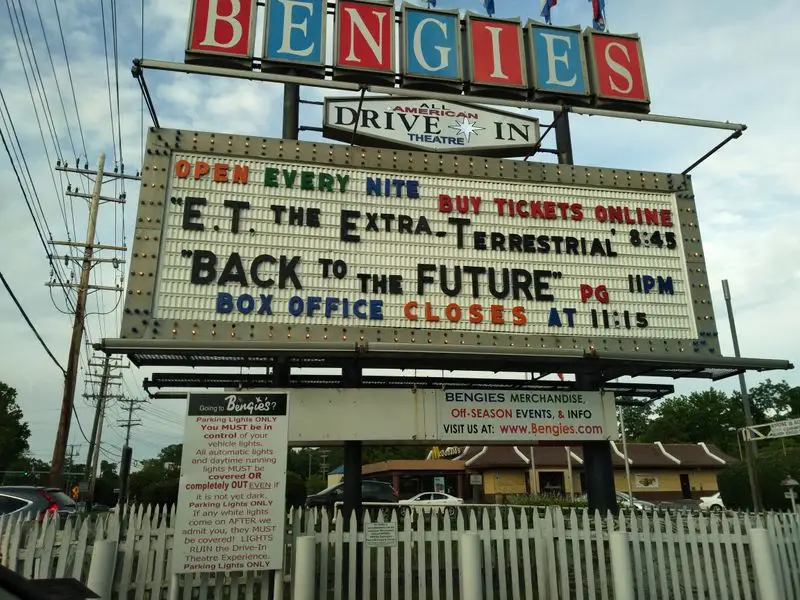 BENGIES
ALL
AMERICAN
DRIVE IN
THEATRE
OPEN EVERY NITE BUY TICKETS ONLINE
"E.T. THE EXTRA-TERRESTRIAL' 8:45
"BACK TO THE FUTURE" PG 11PM
BOX OFFICE CLOSES AT 11:15
BENGIES MERCHANDISE,
Off-SEASON EVENTS, & INFO
VISIT US AT: www.Bengies.com
Going to Bengie's?
Parking Lights ONLY
You MUST be in
control of your
vehicle lights.
All automatic
and daytime running
lights MUST be
covered OR
completely OUT EVEN if
it is not yet dark.
Parking Lights ONLY
If any white lights
come on AFTER we
admit you, they must
be covered! LIGHTS
RUIN the Drive-In
Theatre Experience.
Parking Lights ONLY
McDonald's